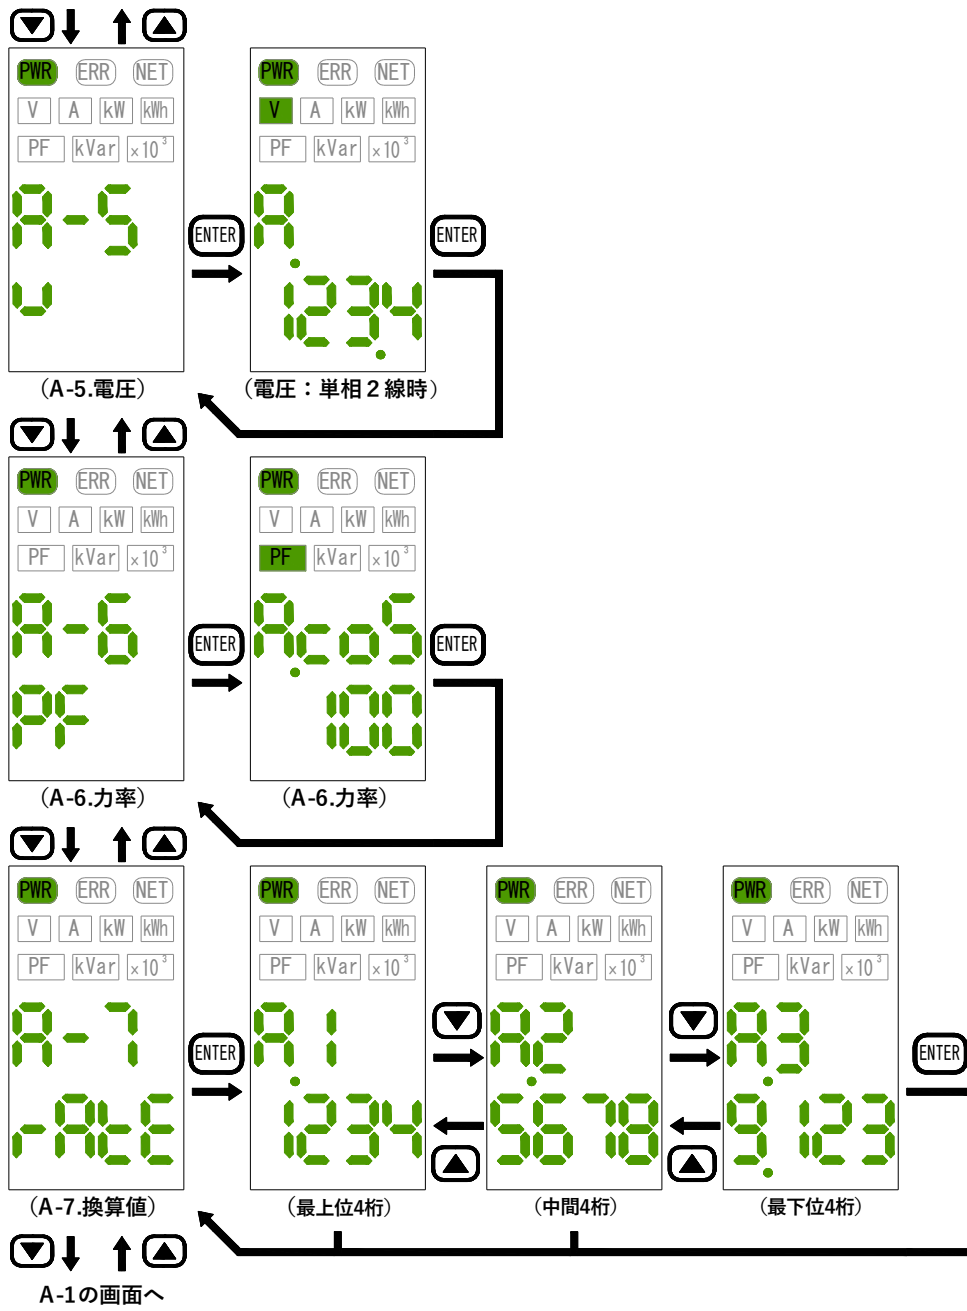 PWR ERR NET
V A kW kWh
PF kVar ×10³
A-5
u
(A-5.電圧)
ENTER
PWR ERR NET
V A kW kWh
PF kVar ×10³
A.
123.4
(電圧：単相２線時)
ENTER
PWR ERR NET
V A kW kWh
PF kVar ×10³
A-6
PF
(A-6.力率)
ENTER
PWR ERR NET
V A kW kWh
PF kVar ×10³
A.coS
100
(A-6.力率)
ENTER
PWR ERR NET
V A kW kWh
PF kVar ×10³
A-7
rAtE
(A-7.換算値)
ENTER
PWR ERR NET
V A kW kWh
PF kVar ×10³
A.1
1234
(最上位4桁)
PWR ERR NET
V A kW kWh
PF kVar ×10³
A.2
5678
(中間4桁)
PWR ERR NET
V A kW kWh
PF kVar ×10³
A.3
9.123
(最下位4桁)
ENTER
A-1の画面へ